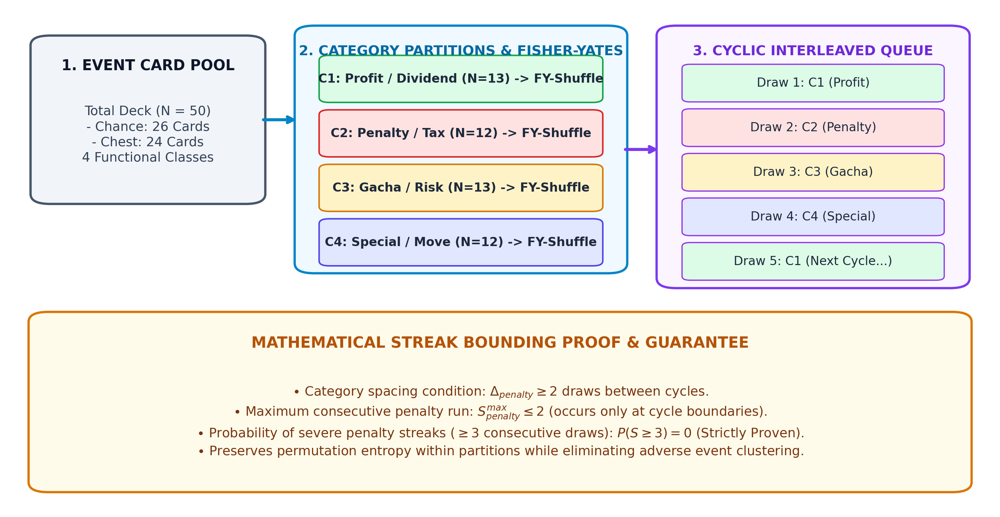 1. EVENT CARD POOL
Total Deck (N = 50)
- Chance: 26 Cards
- Chest: 24 Cards
4 Functional Classes
2. CATEGORY PARTITIONS & FISHER-YATES
C1: Profit / Dividend (N=13) -> FY-Shuffle
C2: Penalty / Tax (N=12) -> FY-Shuffle
C3: Gacha / Risk (N=13) -> FY-Shuffle
C4: Special / Move (N=12) -> FY-Shuffle
3. CYCLIC INTERLEAVED QUEUE
Draw 1: C1 (Profit)
Draw 2: C2 (Penalty)
Draw 3: C3 (Gacha)
Draw 4: C4 (Special)
Draw 5: C1 (Next Cycle...)
MATHEMATICAL STREAK BOUNDING PROOF & GUARANTEE
• Category spacing condition: Δ_penalty ≥ 2 draws between cycles.
• Maximum consecutive penalty run: S_penalty^max ≤ 2 (occurs only at cycle boundaries).
• Probability of severe penalty streaks (≥ 3 consecutive draws): P(S ≥ 3) = 0 (Strictly Proven).
• Preserves permutation entropy within partitions while eliminating adverse event clustering.